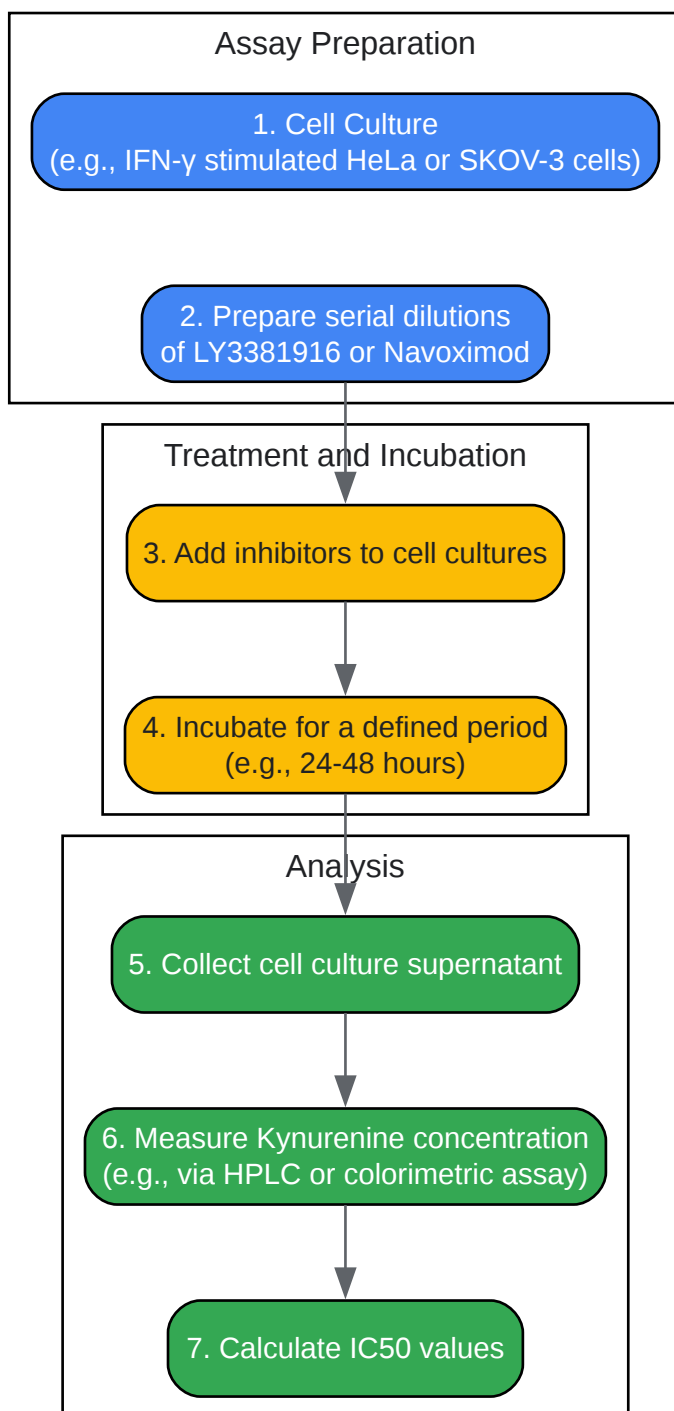 Assay Preparation
1. Cell Culture
(e.g., IFN-γ stimulated HeLa or SKOV-3 cells)
2. Prepare serial dilutions
of LY3381916 or Navoximod
Treatment and Incubation
3. Add inhibitors to cell cultures
4. Incubate for a defined period
(e.g., 24-48 hours)
Analysis
5. Collect cell culture supernatant
6. Measure Kynurenine concentration
(e.g., via HPLC or colorimetric assay)
7. Calculate IC50 values